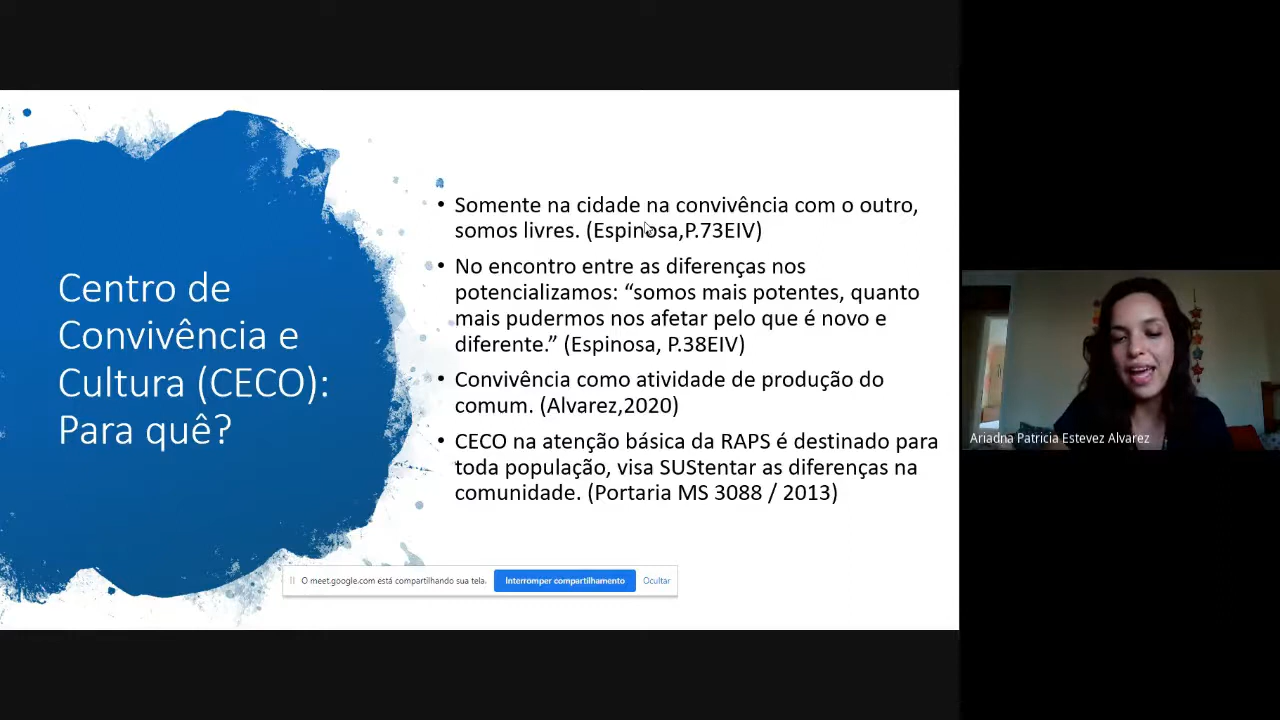 Centro de
Convivência e
Cultura (CECO):
Para quê?
• Somente na cidade na convivência com o outro,
somos livres. (Espinosa,P.73EIV)
• No encontro entre as diferenças nos
potencializamos: “somos mais potentes, quanto
mais pudermos nos afetar pelo que é novo e
diferente.” (Espinosa, P.38EIV)
• Convivência como atividade de produção do
comum. (Alvarez,2020)
• CECO na atenção básica da RAPS é destinado para
toda população, visa SUStentar as diferenças na
comunidade. (Portaria MS 3088 / 2013)
O meet.google.com está compartilhando sua tela. Interromper compartilhamento Ocultar
Ariadna Patricia Estevez Alvarez